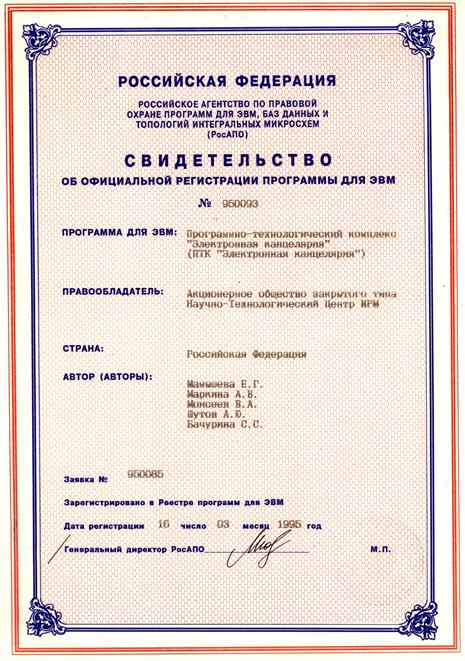 РОССИЙСКАЯ ФЕДЕРАЦИЯ
РОССИЙСКОЕ АГЕНТСТВО ПО ПРАВОВОЙ
ОХРАНЕ ПРОГРАММ ДЛЯ ЭВМ, БАЗ ДАННЫХ И
ТОПОЛОГИЙ ИНТЕГРАЛЬНЫХ МИКРОСХЕМ
(РосАПО)
СВИДЕТЕЛЬСТВО
ОБ ОФИЦИАЛЬНОЙ РЕГИСТРАЦИИ ПРОГРАММЫ ДЛЯ ЭВМ
№ 950093
ПРОГРАММА ДЛЯ ЭВМ: Программно-технологический комплекс
"Электронная канцелярия"
(ПТК "Электронная канцелярия")
ПРАВООБЛАДАТЕЛЬ: Акционерное общество закрытого типа
Научно-Технологический Центр ИРМ
СТРАНА: Российская Федерация
АВТОР (АВТОРЫ): Мамышева Е.Г.
Маркина А.В.
Моисеев В.А.
Шутов А.Ю.
Бачурина С.С.
Заявка № 950085
Зарегистрировано в Реестре программ для ЭВМ
Дата регистрации 16 число 03 месяц 1995 год
Генеральный директор РосАПО М.П.